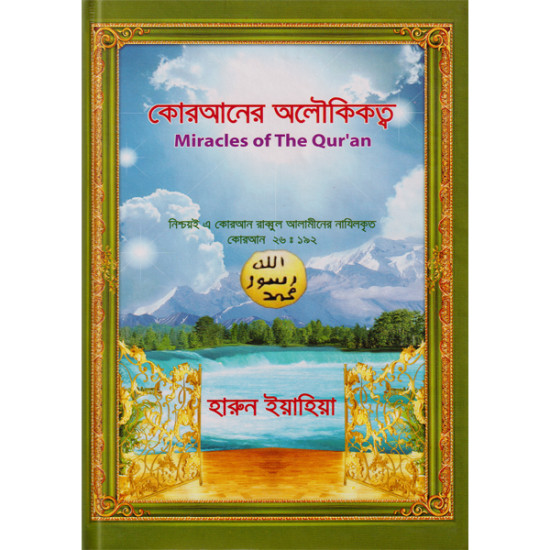 কোরআনের অলৌকিকত্ব
Miracles of The Qur'an
নিশ্চয়ই এ কোরআন রাব্বুল আলামীনের নাযিলকৃত
কোরআন ২৬ঃ ১৯২
الله
رسول
محمد
হারুন ইয়াহিয়া